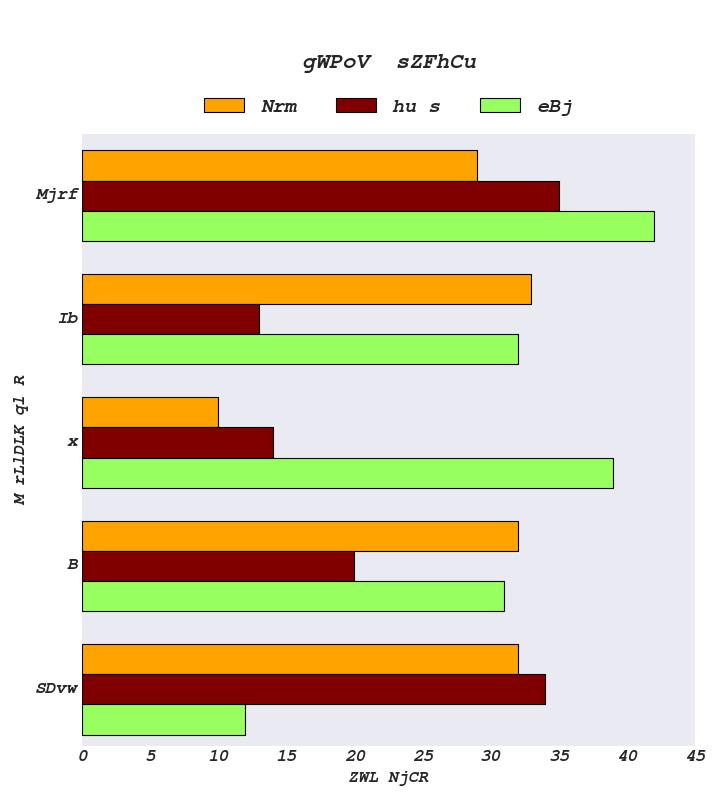 gWPoV  sZFhCu
Nrm hu s eBj
Mjrf
Ib
x
B
SDvw
M rLlDLK ql R
0 5 10 15 20 25 30 35 40 45
ZWL NjCR